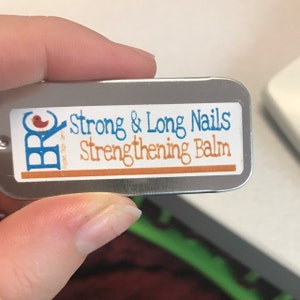 BRC
Strong & Long Nails
Strengthening Balm